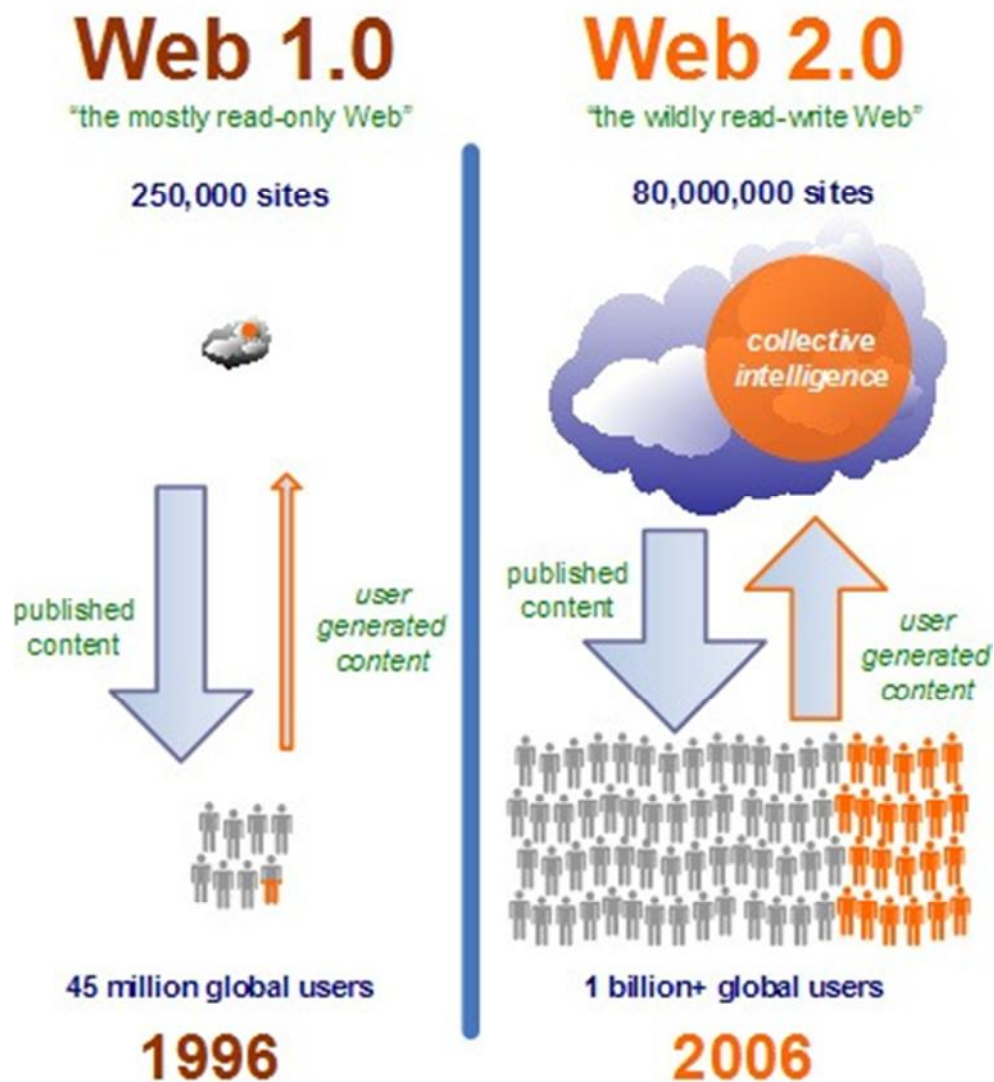 Web 1.0
"the mostly read-only Web"
250,000 sites
published
content
user
generated
content
45 million global users
1996
Web 2.0
"the wildly read-write Web"
80,000,000 sites
collective
intelligence
published
content
user
generated
content
1 billion+ global users
2006